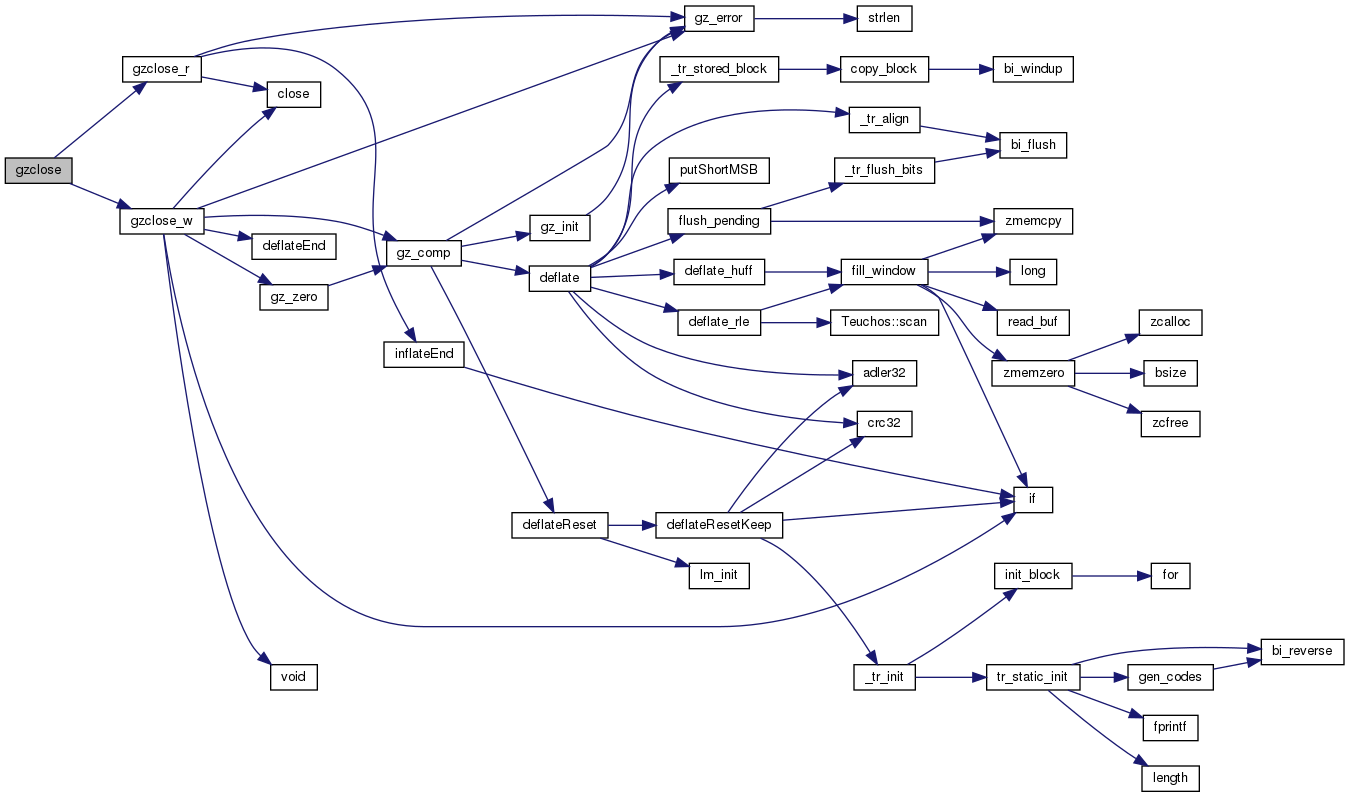 gzclose
gzclose_r
gzclose_w
close
deflateEnd
gz_zero
void
gz_comp
inflateEnd
gz_init
deflate
deflateReset
gz_error
_tr_stored_block
putShortMSB
flush_pending
deflate_huff
deflate_rle
deflateResetKeep
lm_init
strlen
copy_block
_tr_align
_tr_flush_bits
fill_window
Teuchos::scan
adler32
crc32
_tr_init
bi_windup
bi_flush
zmemcpy
long
read_buf
zmemzero
if
init_block
tr_static_init
zcalloc
bsize
zcfree
for
gen_codes
fprintf
length
bi_reverse